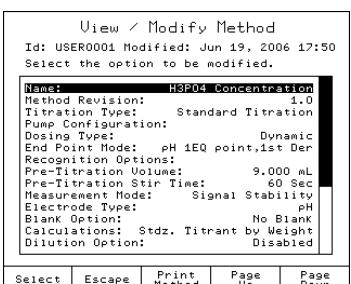 View / Modify Method
Id: USER0001 Modified: Jun 19, 2006 17:50
Select the option to be modified.
Name: H3PO4 Concentration
Method Revision: 1.0
Titration Type: Standard Titration
Pump Configuration:
Dosing Type: Dynamic
End Point Mode: pH 1EQ point,1st Der
Recognition Options:
Pre-Titration Volume: 9.000 mL
Pre-Titration Stir Time: 60 Sec
Measurement Mode: Signal Stability
Electrode Type: pH
Blank Option: No Blank
Calculations: Stdz. Titrant by Weight
Dilution Option: Disabled
Select Escape Print Page Page